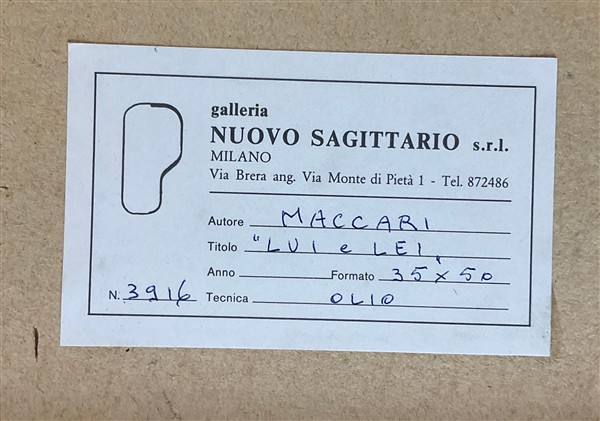 galleria
NUOVO SAGITTARIO s.r.l.
MILANO
Via Brera ang. Via Monte di Pietà 1 - Tel. 872486
Autore MACCARI
Titolo "LUI e LEI"
Anno Formato 35x50
N. 3916 Tecnica OLIO